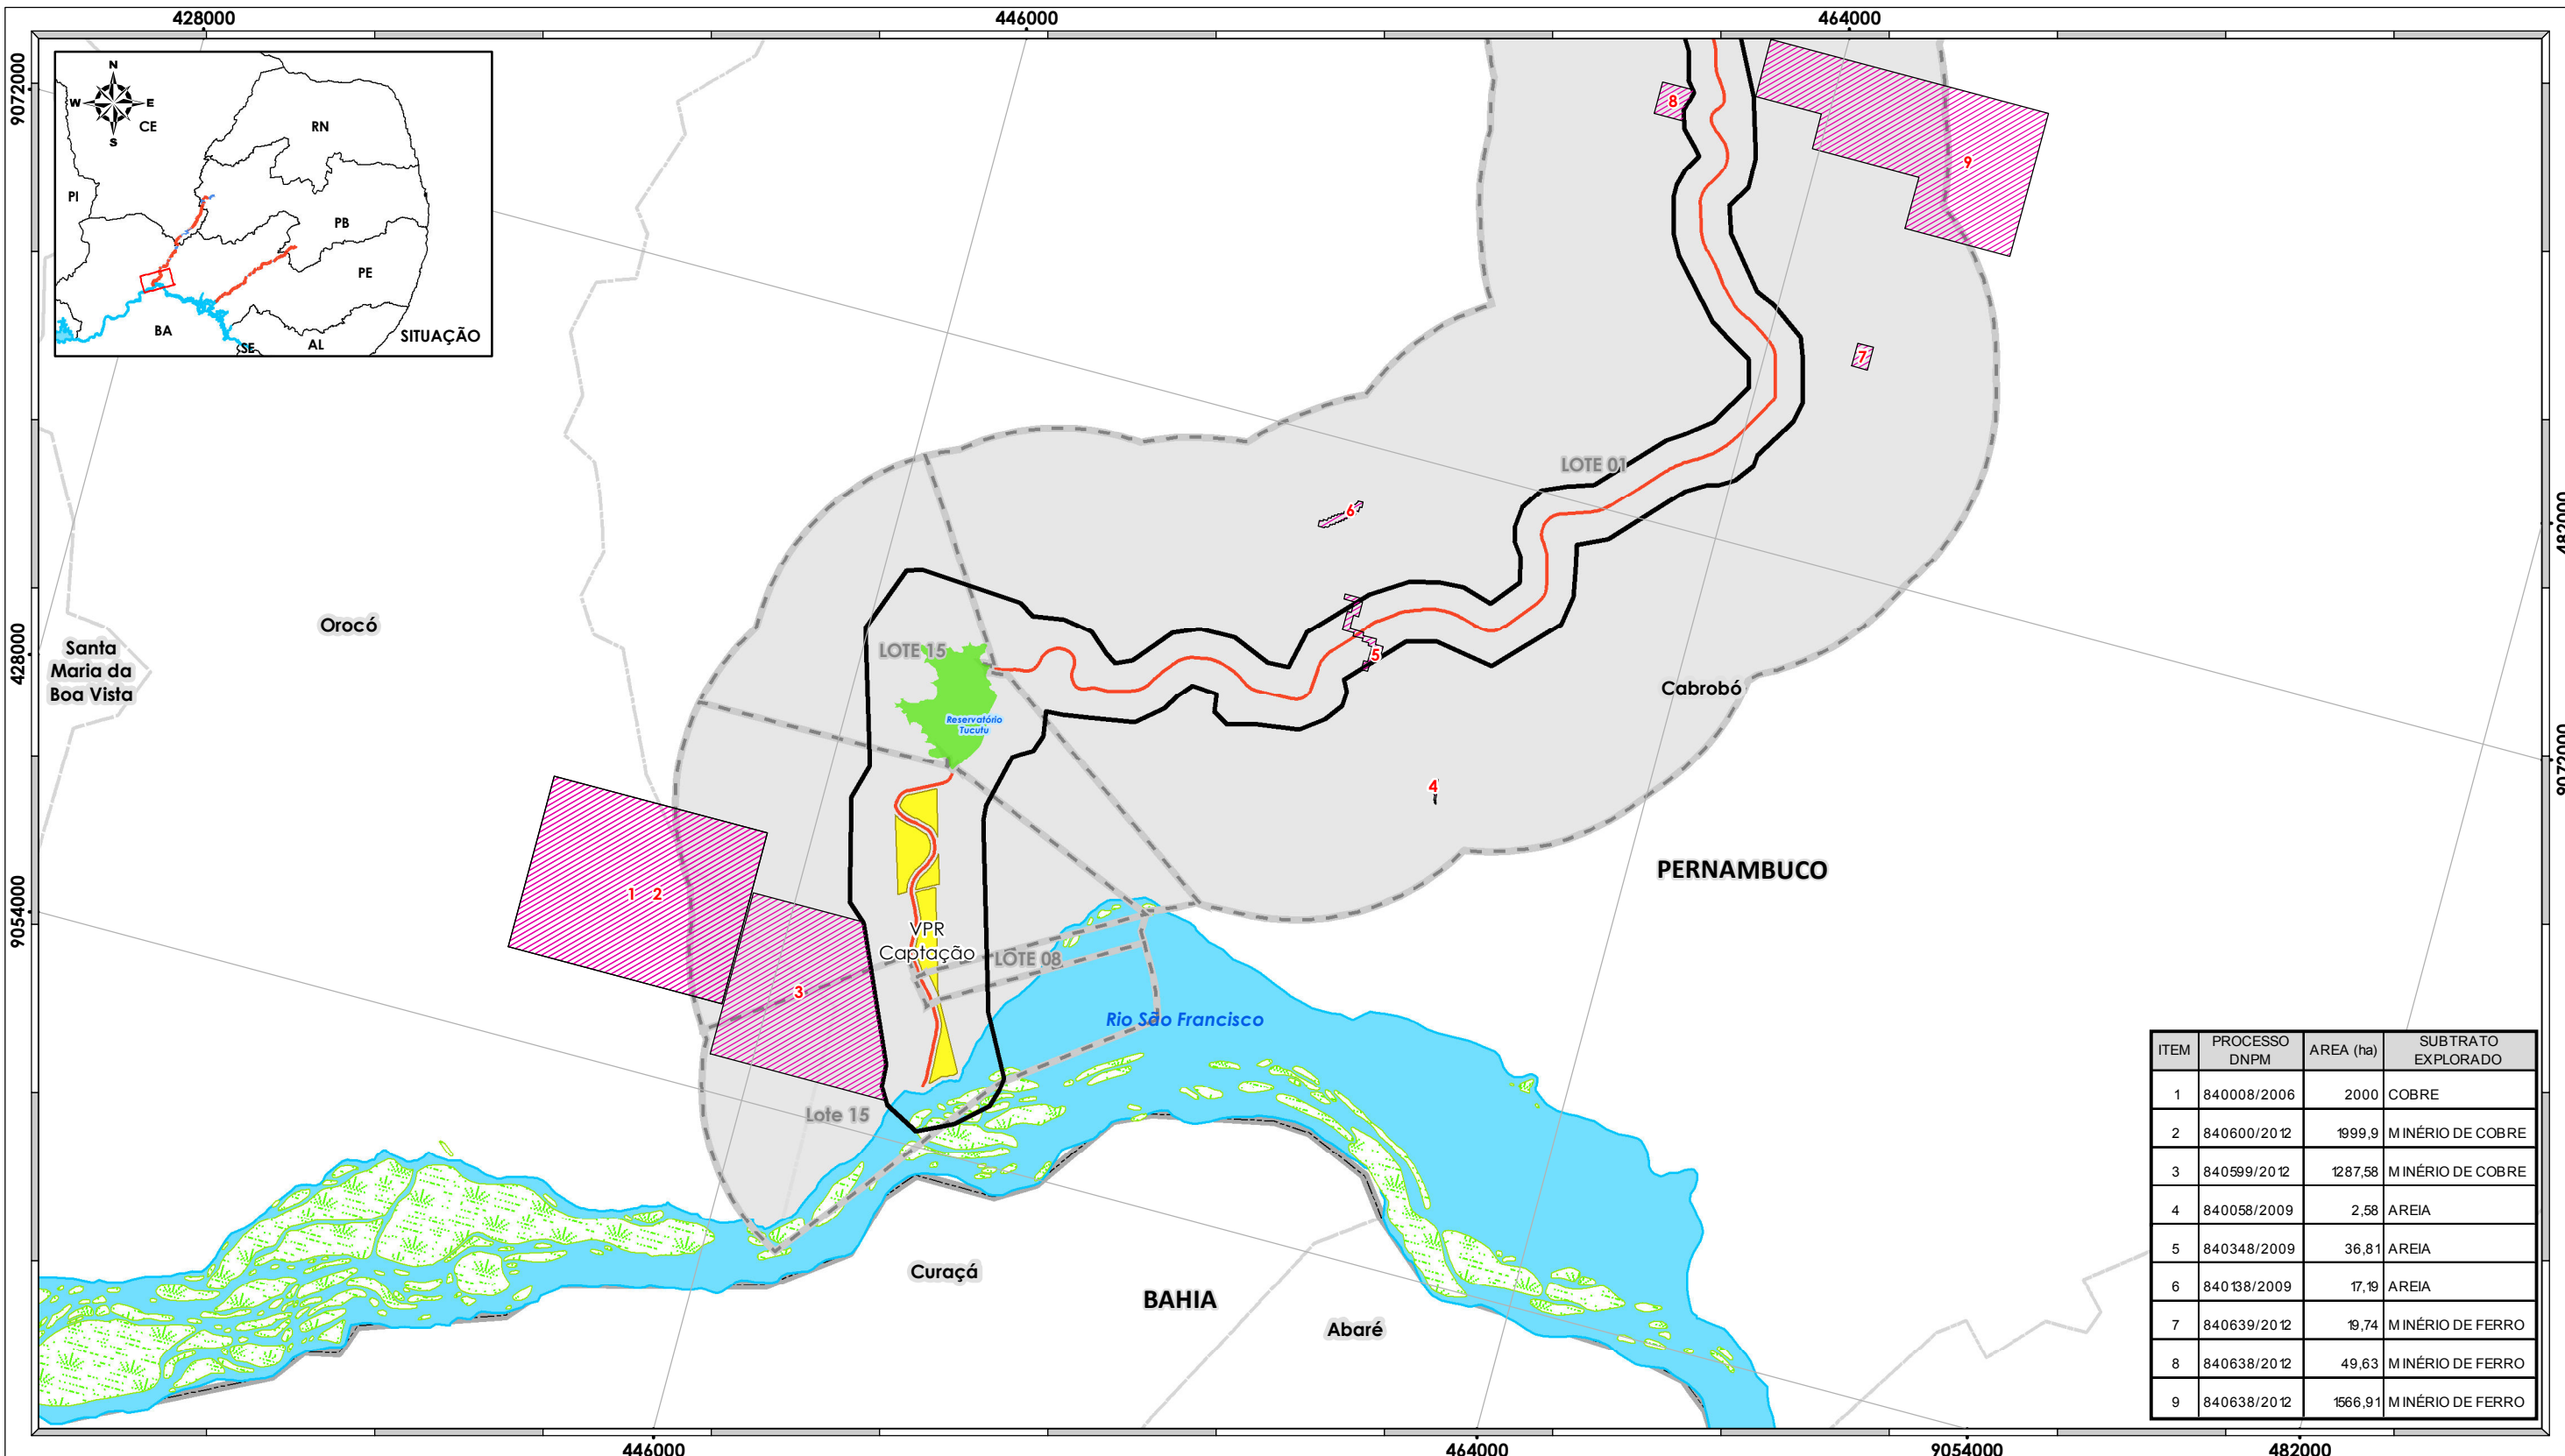 428000
446000
464000
9072000
428000
9054000
482000
9072000
446000
464000
9054000
482000
N
W
E
S
CE
RN
PI
PB
PE
BA
SE
AL
SITUAÇÃO
8
9
7
LOTE 01
6
Orocó
Santa
Maria da
Boa Vista
LOTE 15
5
Cabrobó
Reservatório
Tucutu
4
PERNAMBUCO
1 2
VPR
Captação
LOTE 08
3
Rio São Francisco
Lote 15
Curaçá
BAHIA
Abaré
ITEM PROCESSO DNPM AREA (ha) SUBTRATO EXPLORADO
1 840008/2006 2000 COBRE
2 840600/2012 1999,9 MINÉRIO DE COBRE
3 840599/2012 1287,58 MINÉRIO DE COBRE
4 840058/2009 2,58 AREIA
5 840348/2009 36,81 AREIA
6 840138/2009 17,19 AREIA
7 840639/2012 19,74 MINÉRIO DE FERRO
8 840638/2012 49,63 MINÉRIO DE FERRO
9 840638/2012 1566,91 MINÉRIO DE FERRO